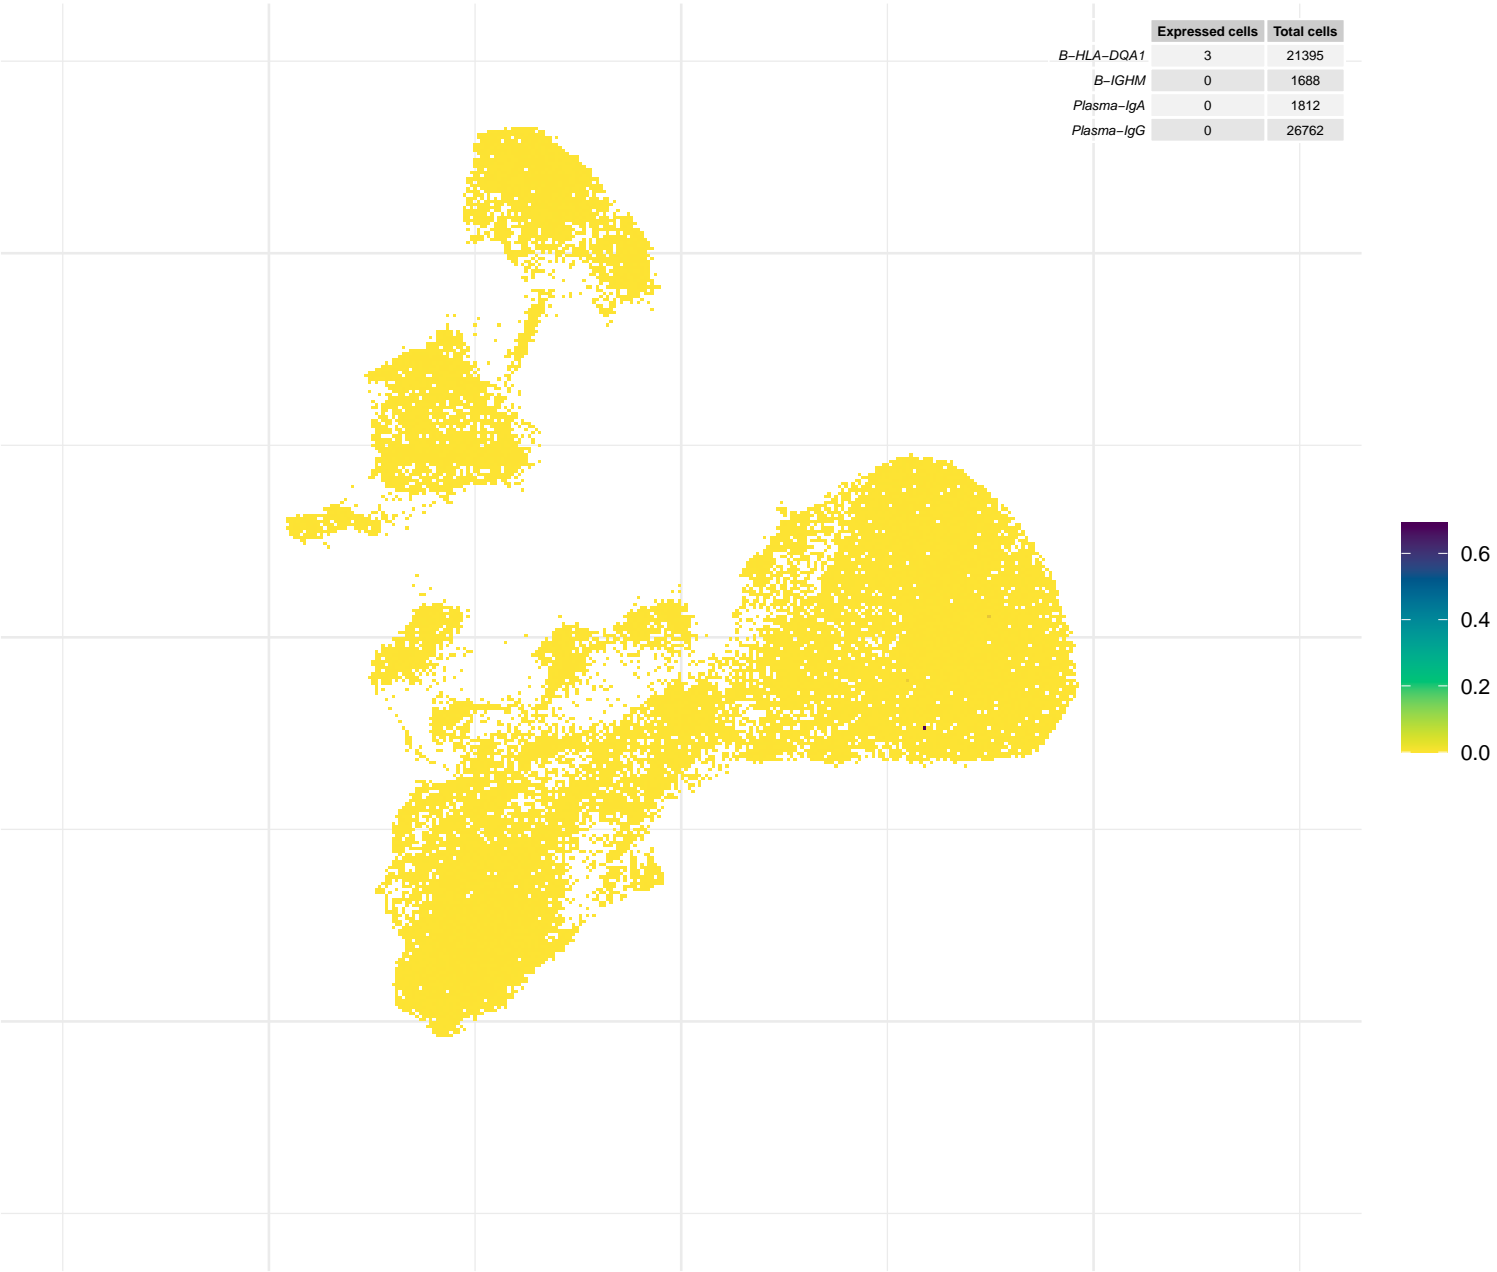 Expressed cells Total cells
B−HLA−DQA1 3 21395
B−IGHM 0 1688
Plasma−IgA 0 1812
Plasma−IgG 0 26762
0.6
0.4
0.2
0.0